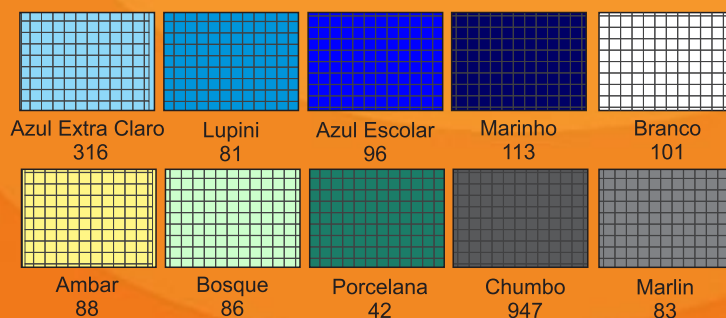 Azul Extra Claro
316
Lupini
81
Azul Escolar
96
Marinho
113
Branco
101
Ambar
88
Bosque
86
Porcelana
42
Chumbo
947
Marlin
83